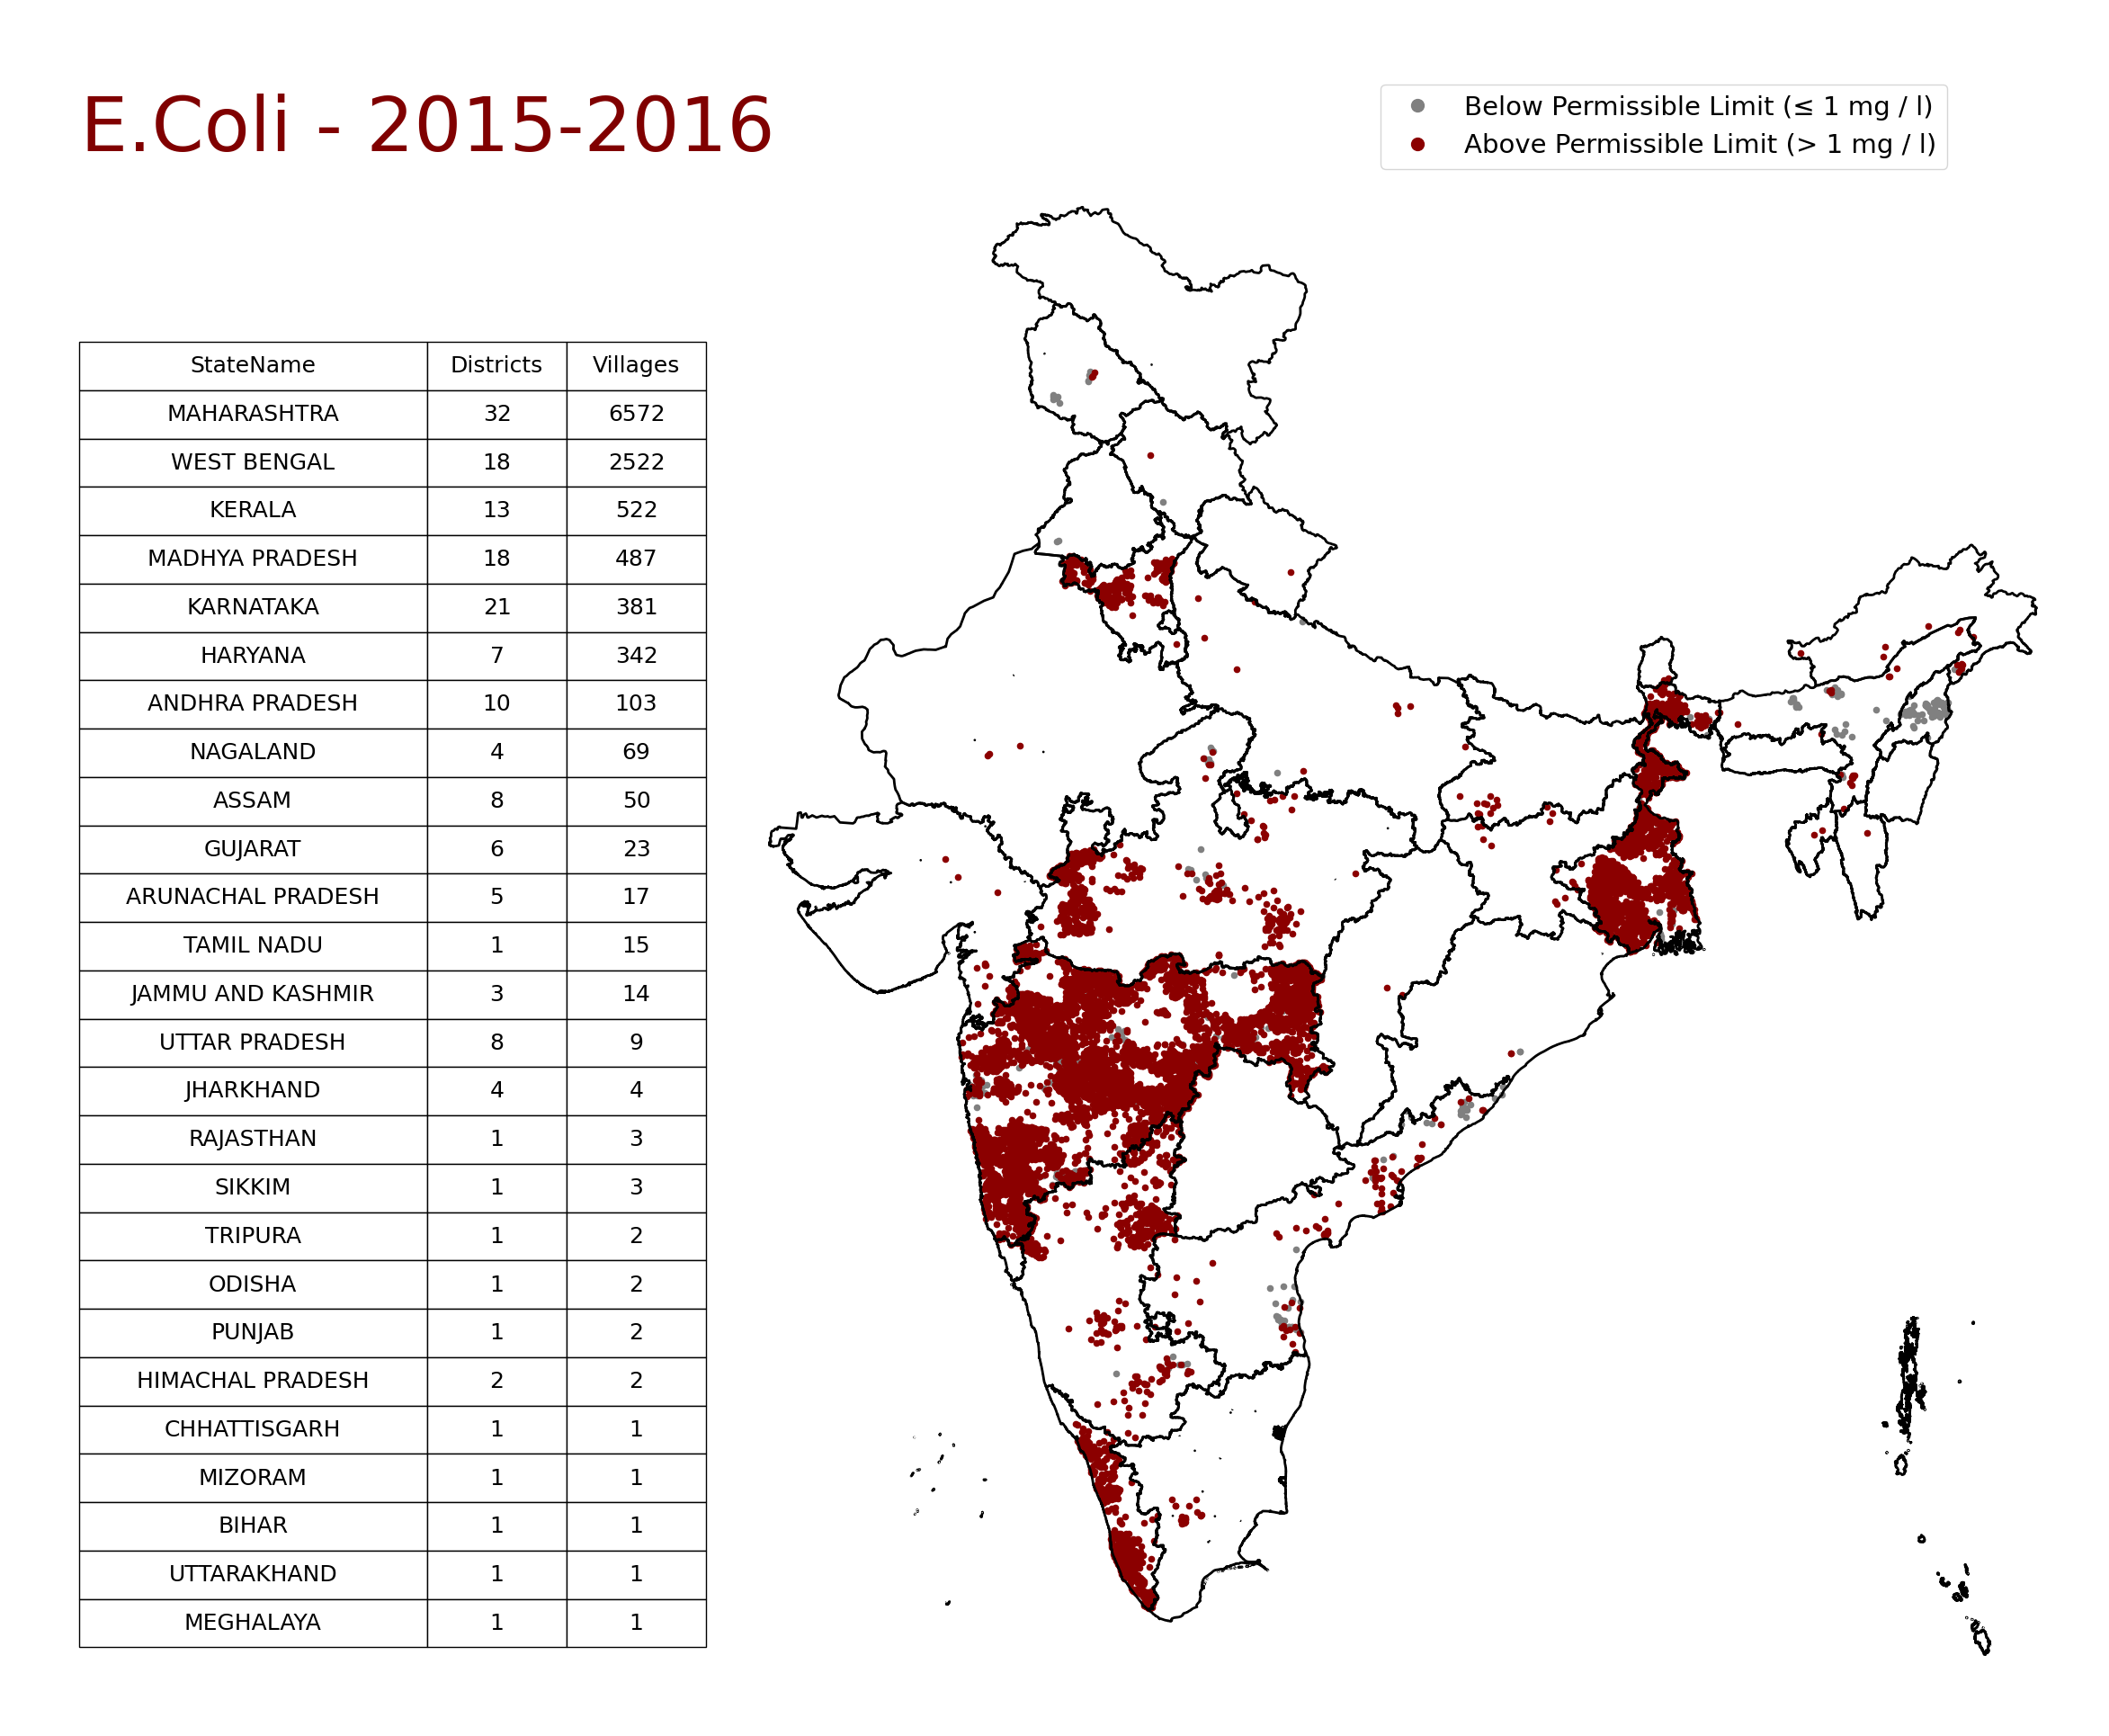 E.Coli - 2015-2016
Below Permissible Limit (≤ 1 mg / l)
Above Permissible Limit (> 1 mg / l)
StateName Districts Villages
MAHARASHTRA 32 6572
WEST BENGAL 18 2522
KERALA 13 522
MADHYA PRADESH 18 487
KARNATAKA 21 381
HARYANA 7 342
ANDHRA PRADESH 10 103
NAGALAND 4 69
ASSAM 8 50
GUJARAT 6 23
ARUNACHAL PRADESH 5 17
TAMIL NADU 1 15
JAMMU AND KASHMIR 3 14
UTTAR PRADESH 8 9
JHARKHAND 4 4
RAJASTHAN 1 3
SIKKIM 1 3
TRIPURA 1 2
ODISHA 1 2
PUNJAB 1 2
HIMACHAL PRADESH 2 2
CHHATTISGARH 1 1
MIZORAM 1 1
BIHAR 1 1
UTTARAKHAND 1 1
MEGHALAYA 1 1